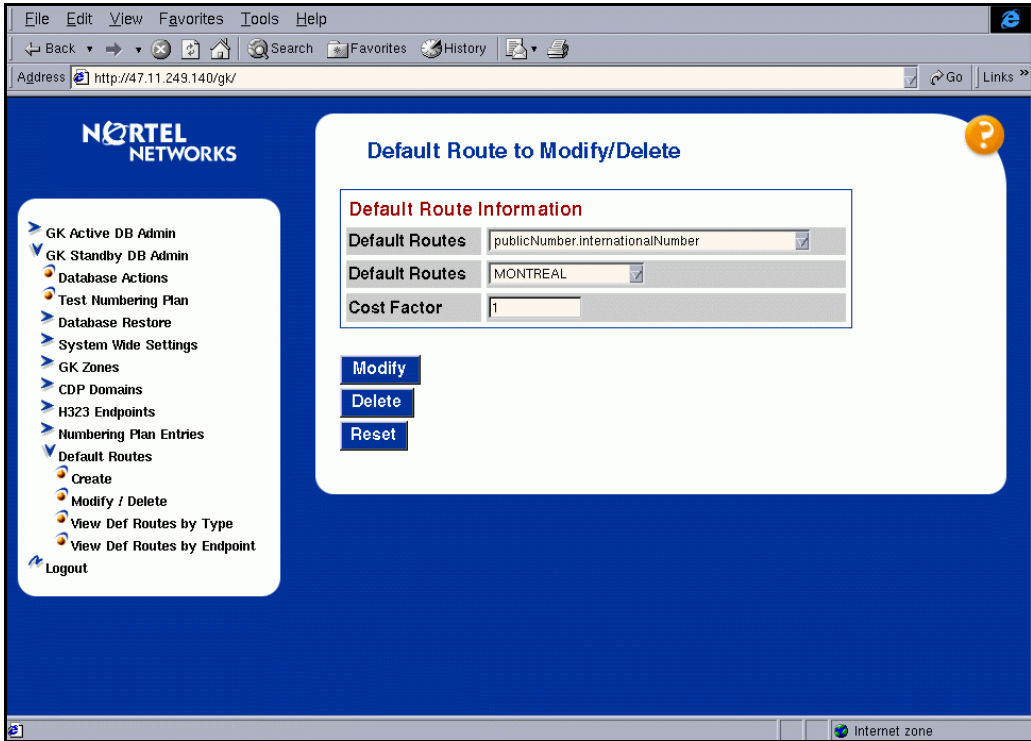 File Edit View Favorites Tools Help
Back Search Favorites History
Address http://47.11.249.140/gk/ Go Links »
NORTEL
NETWORKS
GK Active DB Admin
GK Standby DB Admin
Database Actions
Test Numbering Plan
Database Restore
System Wide Settings
GK Zones
CDP Domains
H323 Endpoints
Numbering Plan Entries
Default Routes
Create
Modify / Delete
View Def Routes by Type
View Def Routes by Endpoint
Logout
?
Default Route to Modify/Delete
Default Route Information
Default Routes publicNumber.internationalNumber
Default Routes MONTREAL
Cost Factor 1
Modify
Delete
Reset
Internet zone